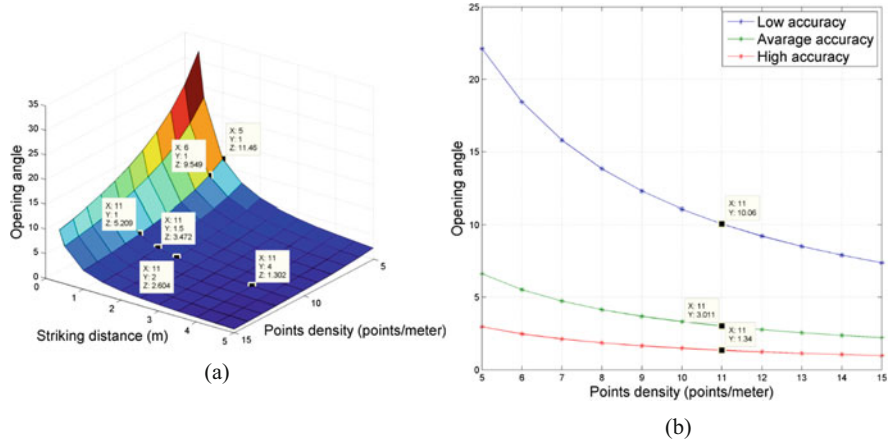 35
30
25
20
15
10
5
0
Opening angle
0
1
2
3
4
5
Striking distance (m)
15
10
5
Points density (points/meter)
X: 5
Y: 1
Z: 11.46
X: 6
Y: 1
Z: 9.549
X: 11
Y: 1
Z: 5.209
X: 11
Y: 1.5
Z: 3.472
X: 11
Y: 2
Z: 2.604
X: 11
Y: 4
Z: 1.302
(a)
25
20
15
10
5
0
Opening angle
Low accuracy
Avarage accuracy
High accuracy
X: 11
Y: 10.06
X: 11
Y: 3.011
X: 11
Y: 1.34
5 6 7 8 9 10 11 12 13 14 15
Points density (points/meter)
(b)